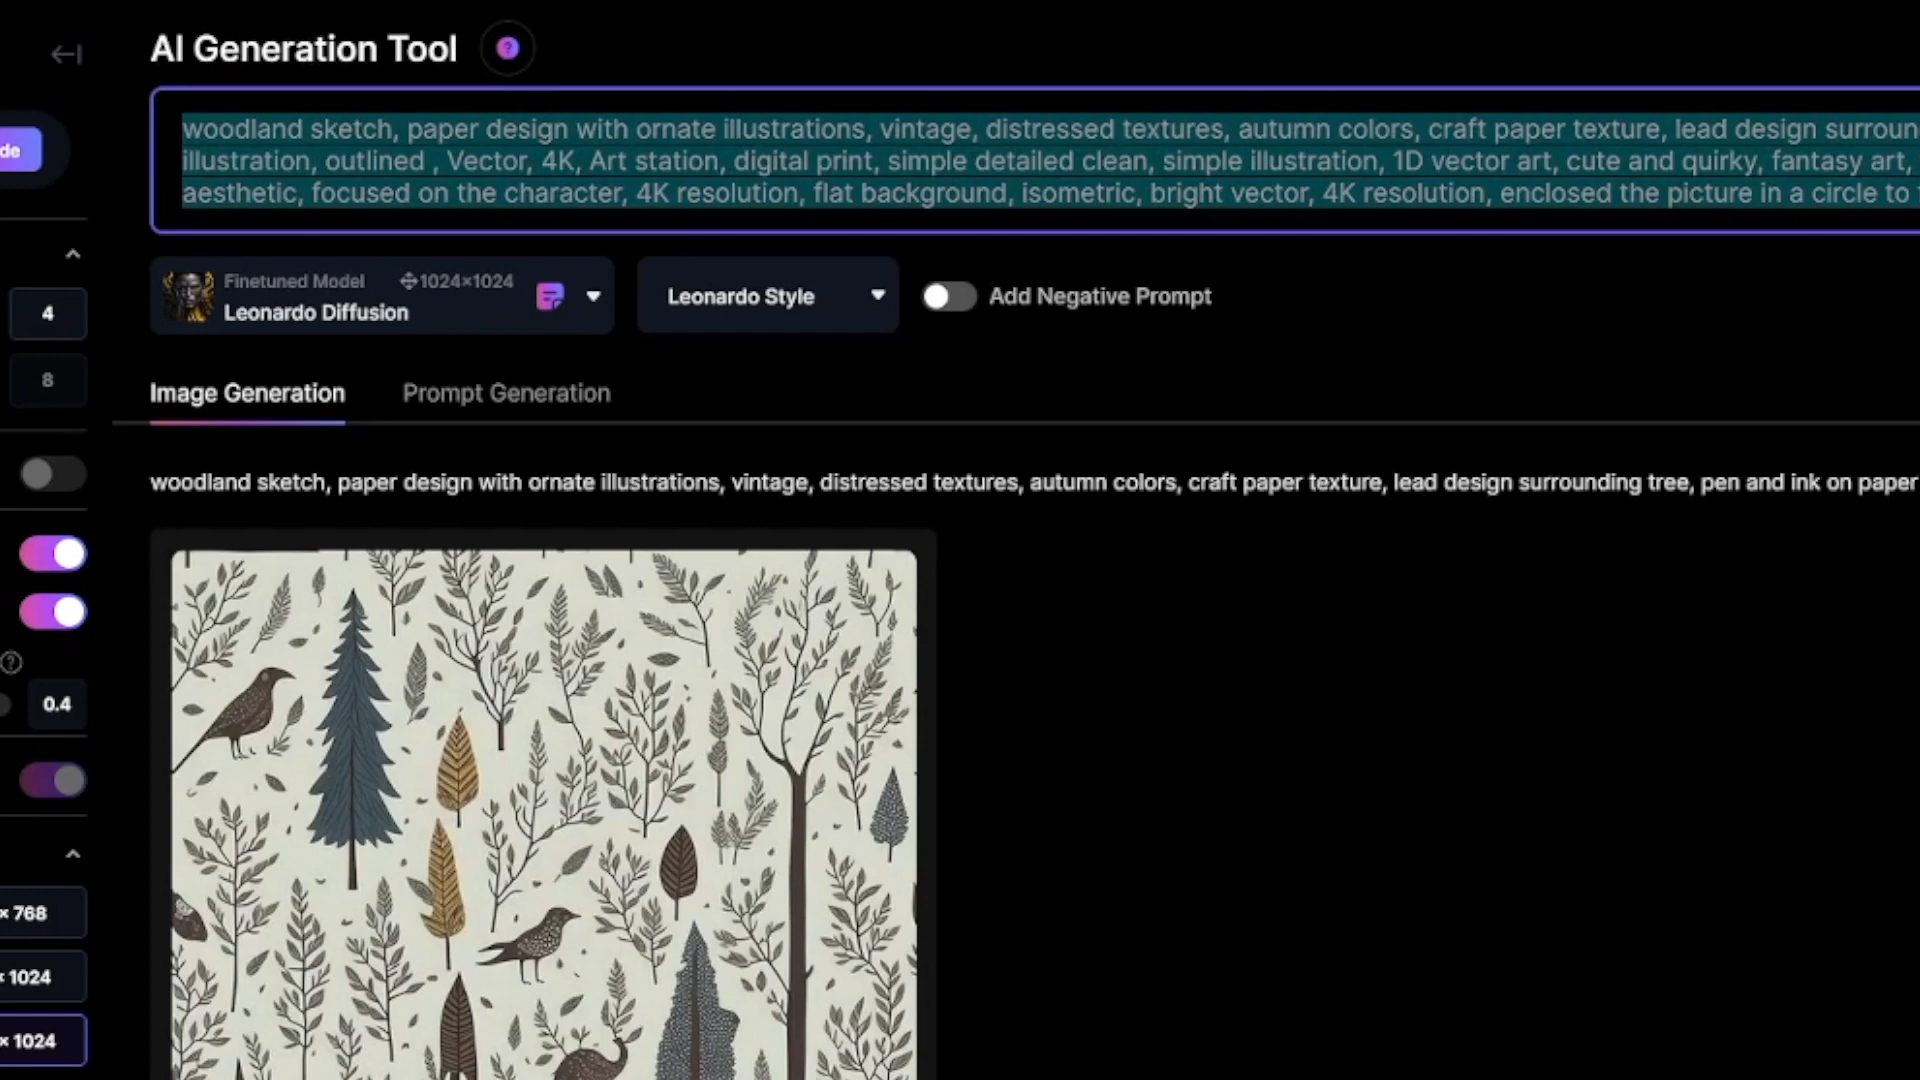 AI Generation Tool
?
woodland sketch, paper design with ornate illustrations, vintage, distressed textures, autumn colors, craft paper texture, lead design surroun
illustration, outlined , Vector, 4K, Art station, digital print, simple detailed clean, simple illustration, 1D vector art, cute and quirky, fantasy art,
aesthetic, focused on the character, 4K resolution, flat background, isometric, bright vector, 4K resolution, enclosed the picture in a circle to
de
Finetuned Model 1024×1024
Leonardo Diffusion
Leonardo Style
Add Negative Prompt
4
8
Image Generation
Prompt Generation
woodland sketch, paper design with ornate illustrations, vintage, distressed textures, autumn colors, craft paper texture, lead design surrounding tree, pen and ink on paper
?
0.4
× 768
× 1024
× 1024